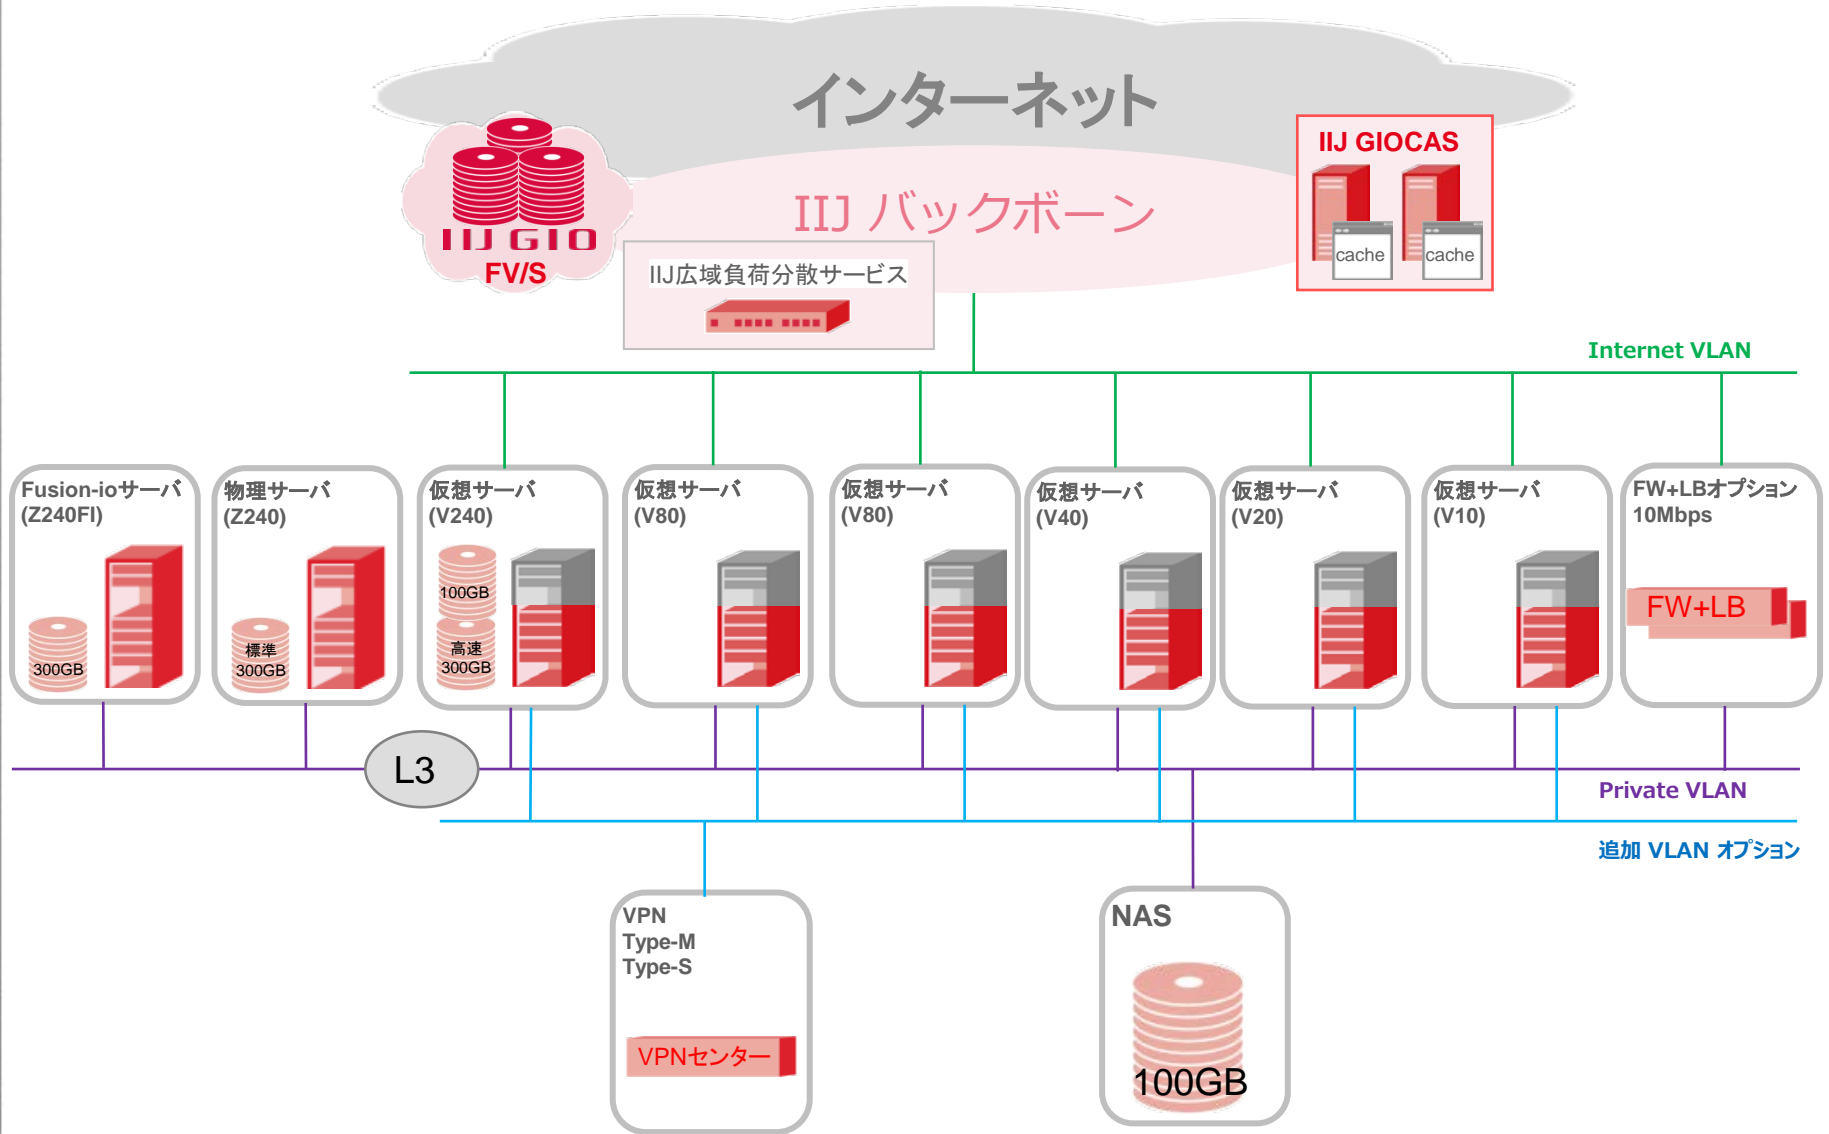 インターネット
IIJ GIO
FV/S
IIJ バックボーン
IIJ GIOCAS
cache
cache
IIJ広域負荷分散サービス
Internet VLAN
Fusion-ioサーバ
(Z240FI)
300GB
物理サーバ
(Z240)
標準
300GB
仮想サーバ
(V240)
100GB
高速
300GB
仮想サーバ
(V80)
仮想サーバ
(V80)
仮想サーバ
(V40)
仮想サーバ
(V20)
仮想サーバ
(V10)
FW+LBオプション
10Mbps
FW+LB
L3
Private VLAN
追加 VLAN オプション
VPN
Type-M
Type-S
VPNセンター
NAS
100GB